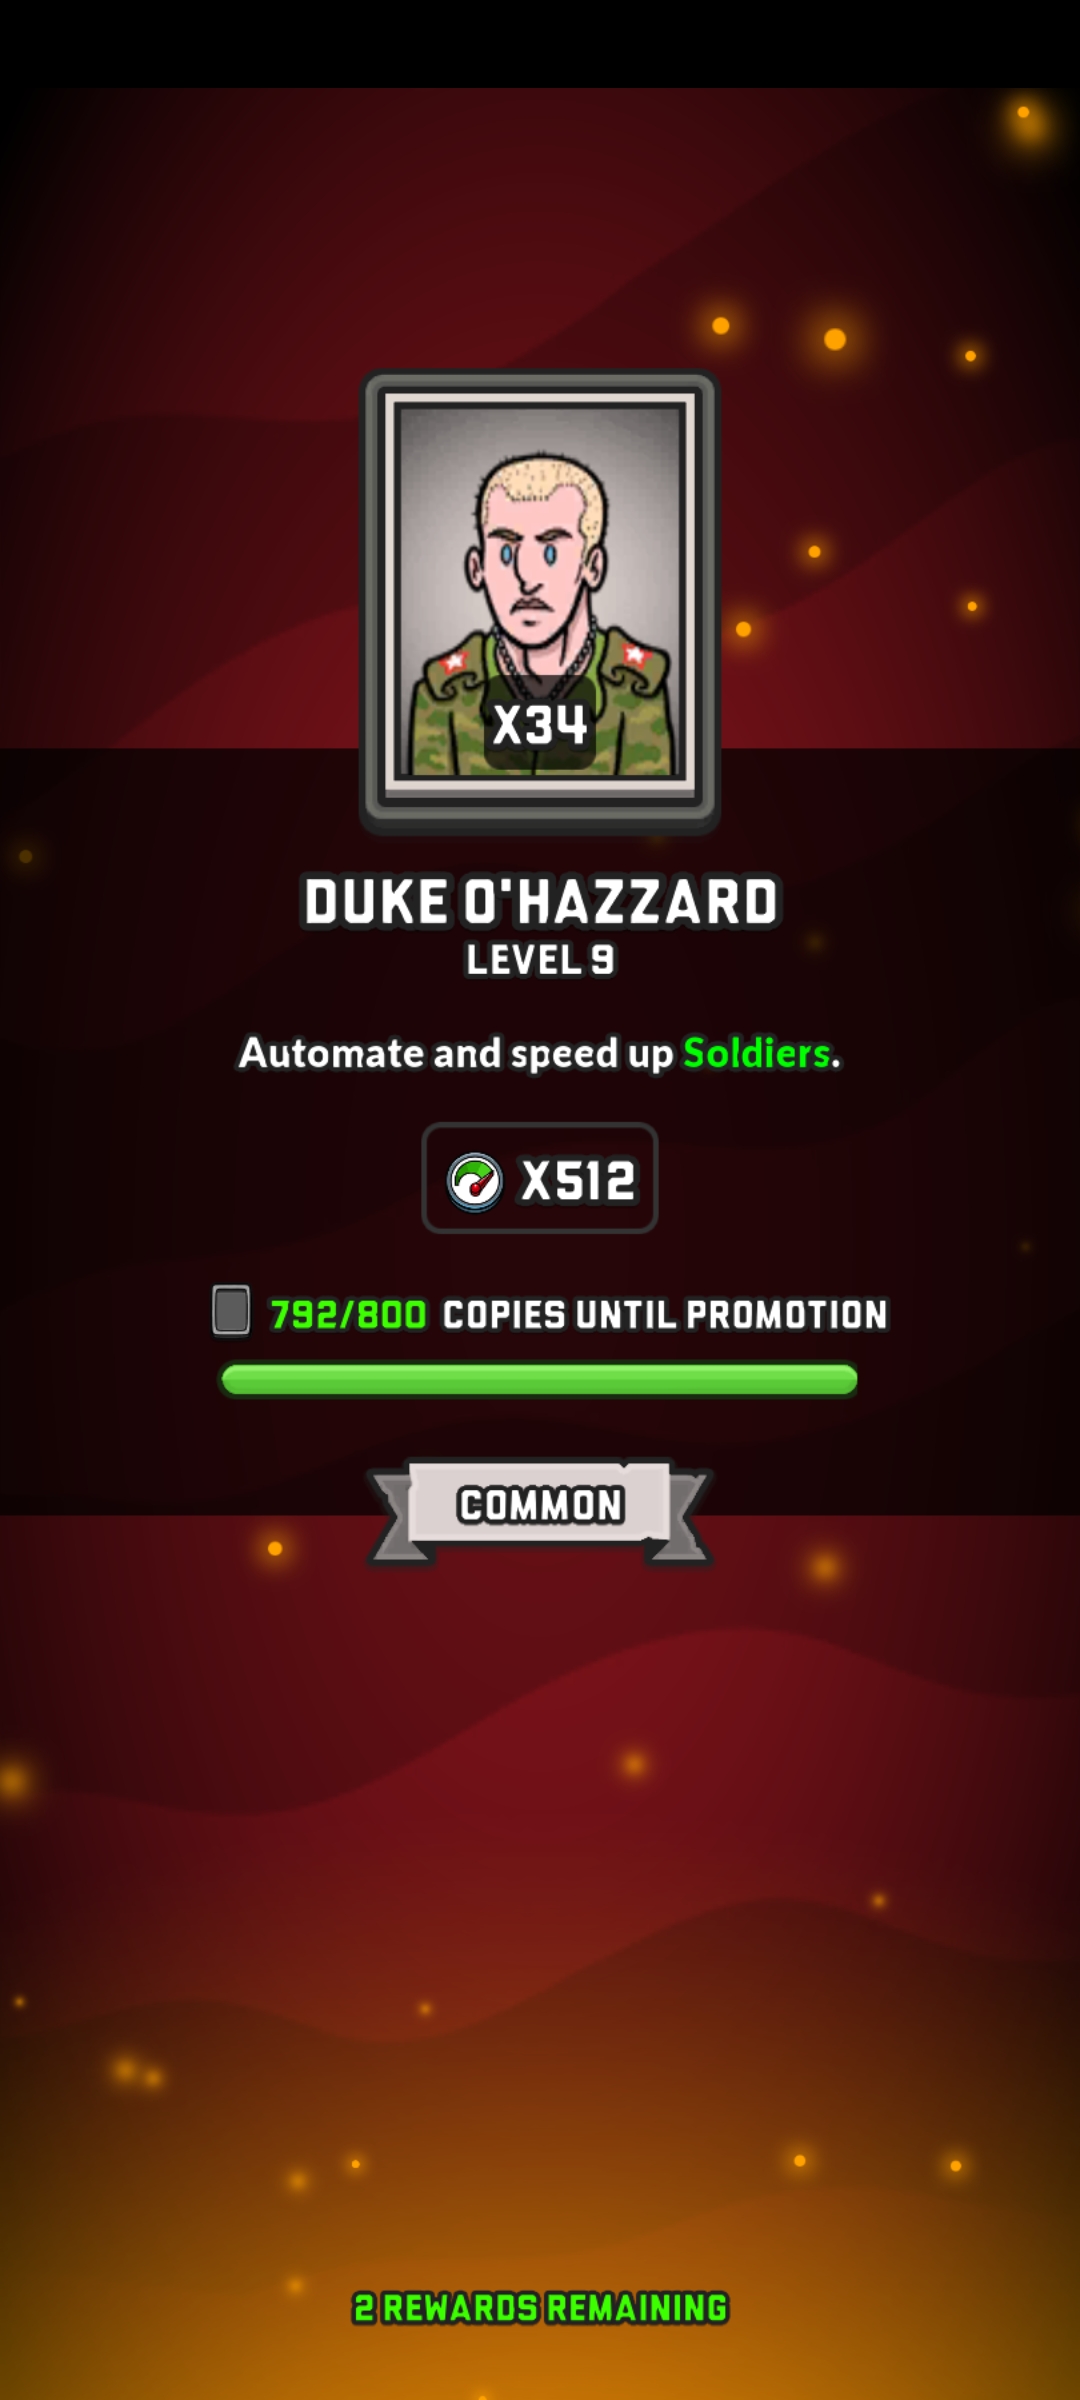 X34
DUKE O'HAZZARD
LEVEL 9
Automate and speed up Soldiers.
X512
792/800 COPIES UNTIL PROMOTION
COMMON
2 REWARDS REMAINING